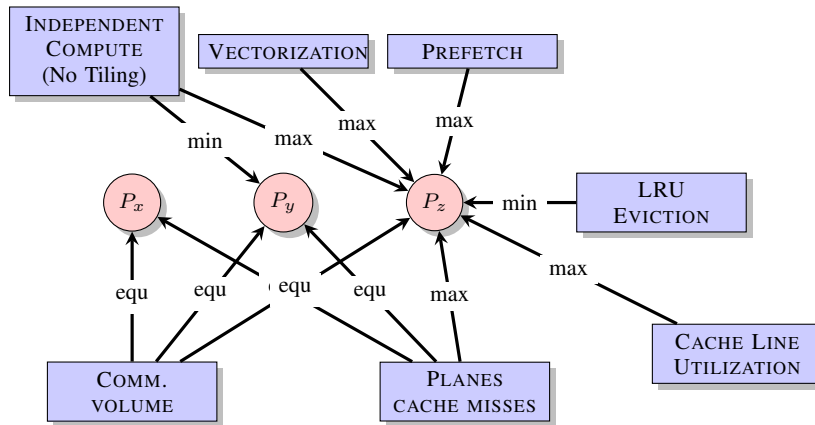 INDEPENDENT
COMPUTE
(No Tiling)
VECTORIZATION
PREFETCH
min
max
max
max
P_x
P_y
P_z
min
LRU
EVICTION
equ
equ
equ
equ
max
max
COMM.
VOLUME
PLANES
CACHE MISSES
CACHE LINE
UTILIZATION